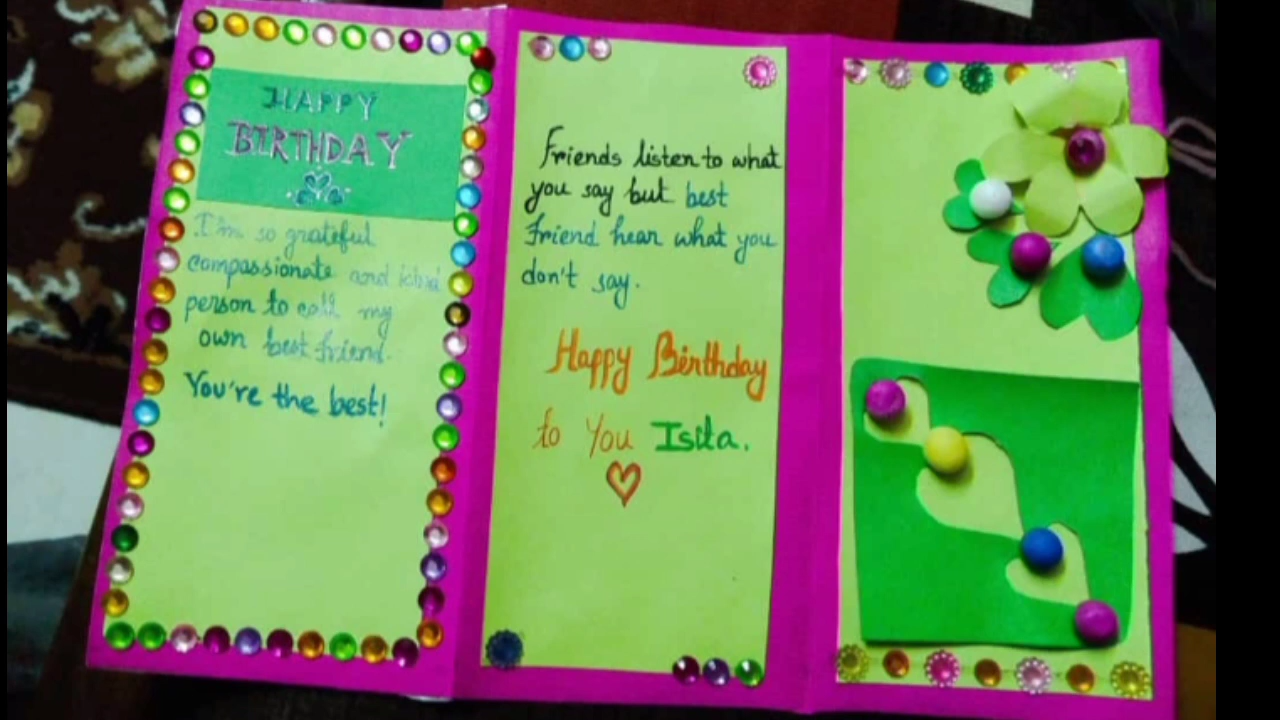 HAPPY
BIRTHDAY
I'm so grateful
compassionate and kind
person to call my
own best friend.
You're the best!
Friends listen to what
you say but best
Friend hear what you
don't say.
Happy Birthday
to You Isita.